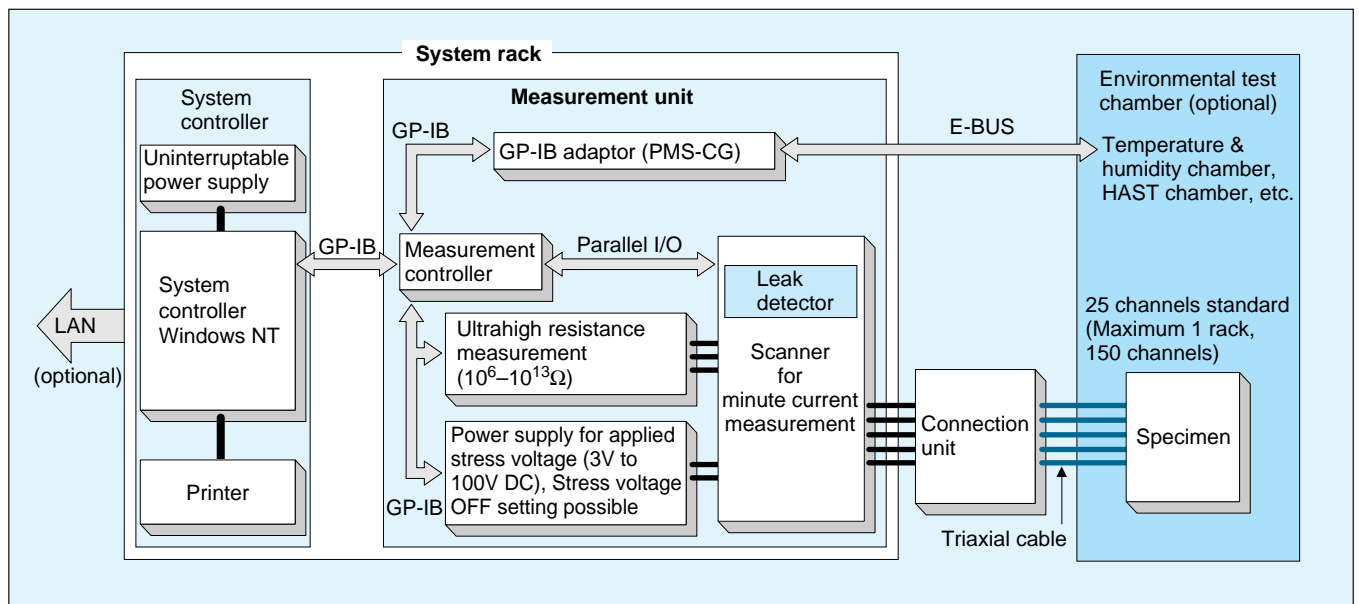 System rack
System
controller
Uninterruptable
power supply
System
controller
Windows NT
Printer
LAN
(optional)
GP-IB
Measurement unit
GP-IB
GP-IB adaptor (PMS-CG)
E-BUS
Measurement
controller
Parallel I/O
Leak
detector
Scanner
for
minute current
measurement
Ultrahigh resistance
measurement
(10⁶–10¹³Ω)
Power supply for applied
stress voltage (3V to
100V DC), Stress voltage
OFF setting possible
GP-IB
Connection
unit
Triaxial cable
Environmental test
chamber (optional)
Temperature &
humidity chamber,
HAST chamber, etc.
25 channels standard
(Maximum 1 rack,
150 channels)
Specimen